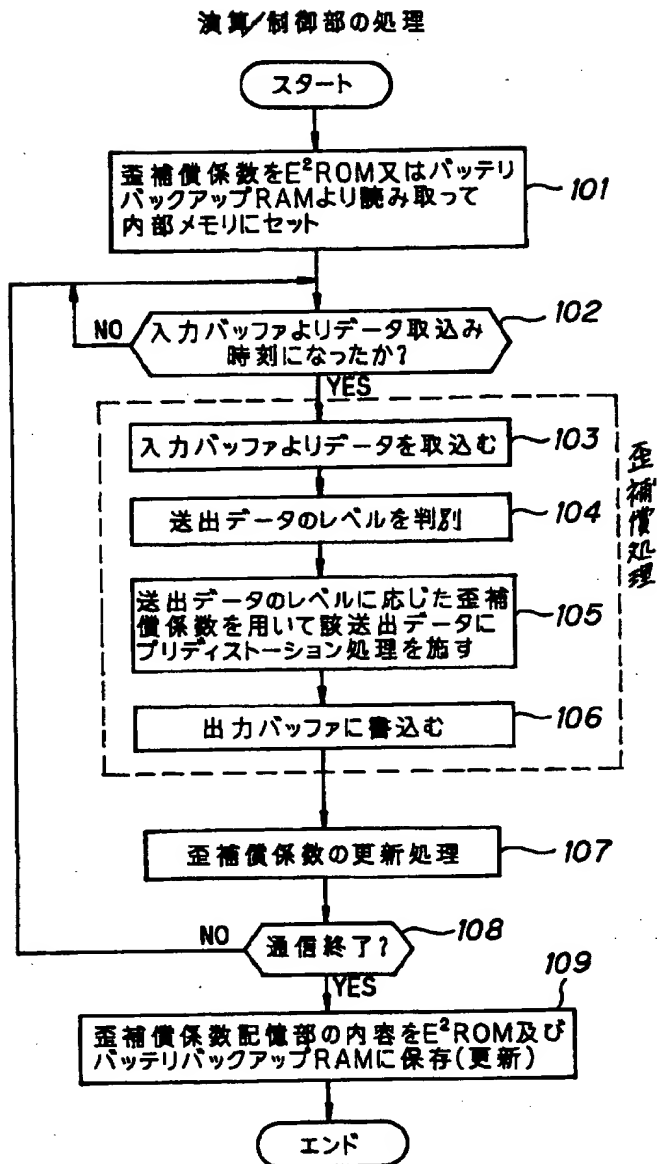 演算/制御部の処理
スタート
歪補償係数をE²ROM又はバッテリ
バックアップRAMより読み取って
内部メモリにセット
101
入力バッファよりデータ取込み
時刻になったか?
102
NO
YES
入力バッファよりデータを取込む
103
送出データのレベルを判別
104
送出データのレベルに応じた歪補
償係数を用いて該送出データに
プリディストーション処理を施す
105
出力バッファに書込む
106
歪補償処理
歪補償係数の更新処理
107
通信終了?
108
NO
YES
109
歪補償係数記憶部の内容をE²ROM及び
バッテリバックアップRAMに保存(更新)
エンド